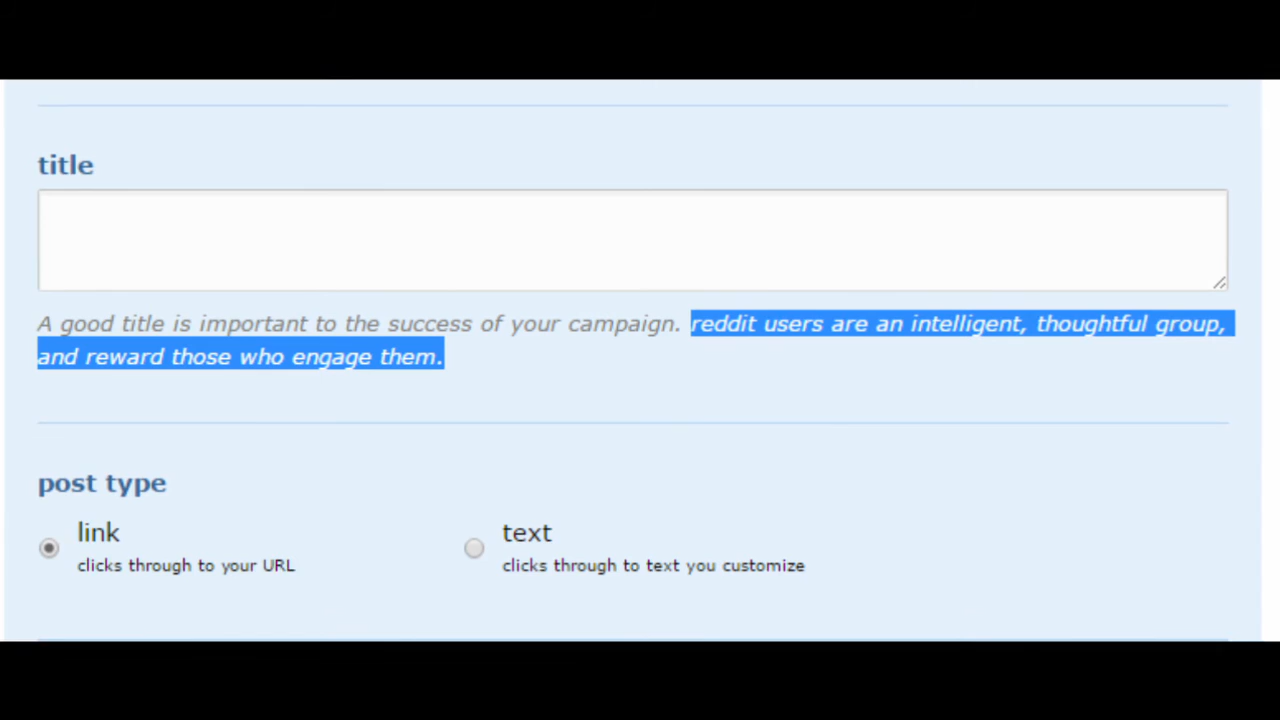 title
A good title is important to the success of your campaign. reddit users are an intelligent, thoughtful group,
and reward those who engage them.
post type
link
clicks through to your URL
text
clicks through to text you customize